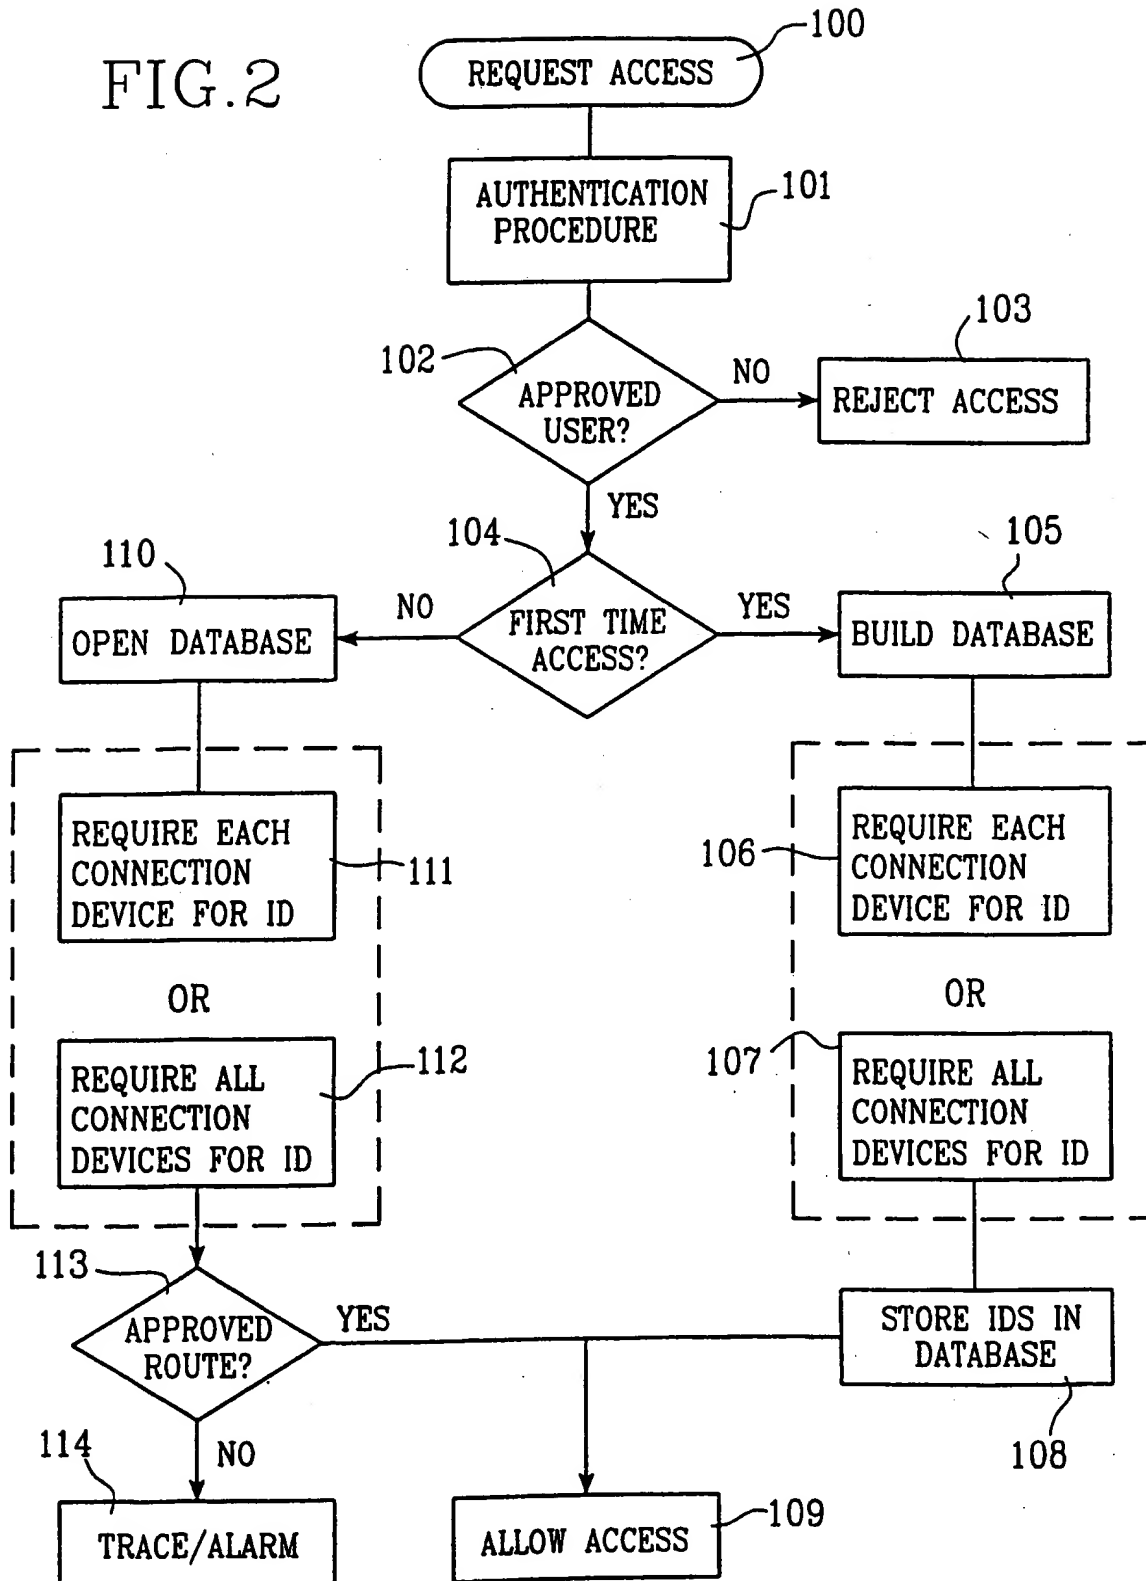 FIG.2
100
REQUEST ACCESS
AUTHENTICATION
PROCEDURE
101
102
APPROVED
USER?
NO
103
REJECT ACCESS
YES
104
FIRST TIME
ACCESS?
NO
YES
110
OPEN DATABASE
105
BUILD DATABASE
REQUIRE EACH
CONNECTION
DEVICE FOR ID
111
OR
REQUIRE ALL
CONNECTION
DEVICES FOR ID
112
106
REQUIRE EACH
CONNECTION
DEVICE FOR ID
OR
107
REQUIRE ALL
CONNECTION
DEVICES FOR ID
113
APPROVED
ROUTE?
YES
STORE IDS IN
DATABASE
108
NO
114
TRACE/ALARM
ALLOW ACCESS
109